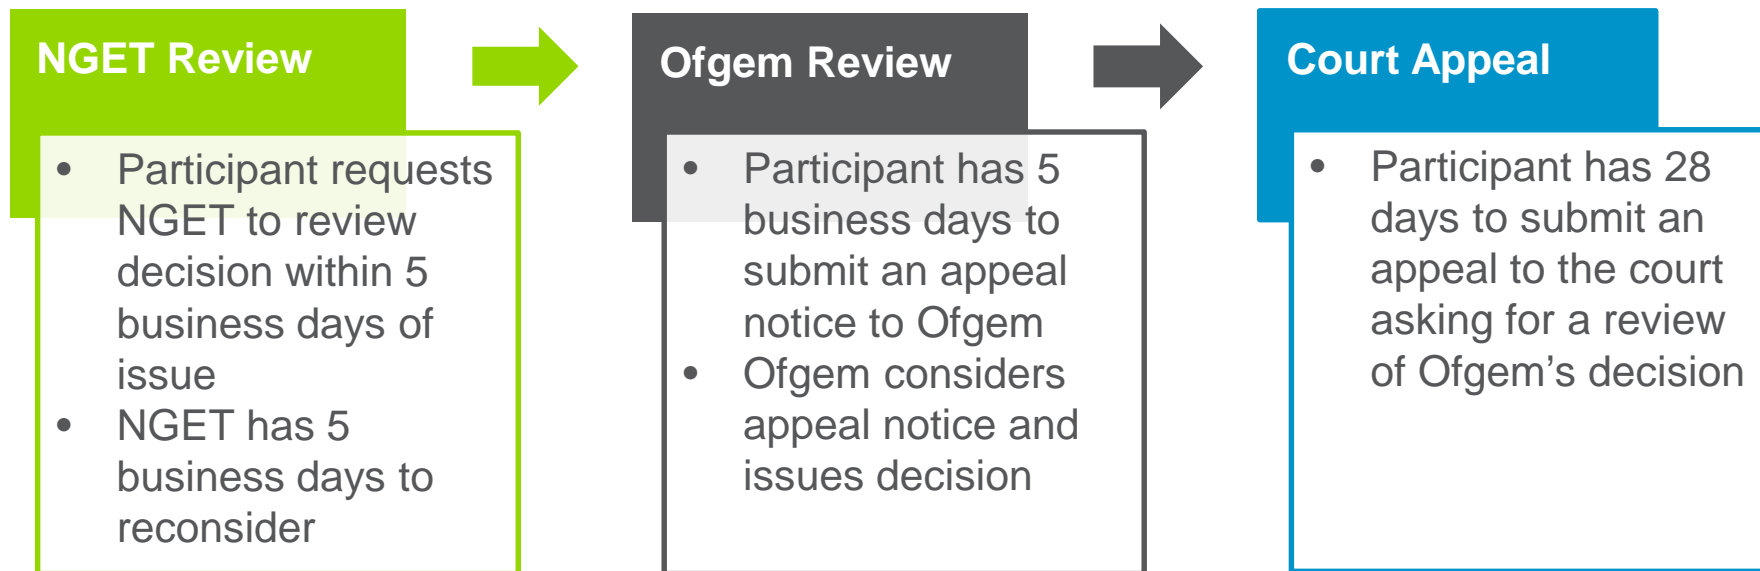 NGET Review
• Participant requests
NGET to review
decision within 5
business days of
issue
• NGET has 5
business days to
reconsider
Ofgem Review
• Participant has 5
business days to
submit an appeal
notice to Ofgem
• Ofgem considers
appeal notice and
issues decision
Court Appeal
• Participant has 28
days to submit an
appeal to the court
asking for a review
of Ofgem’s decision